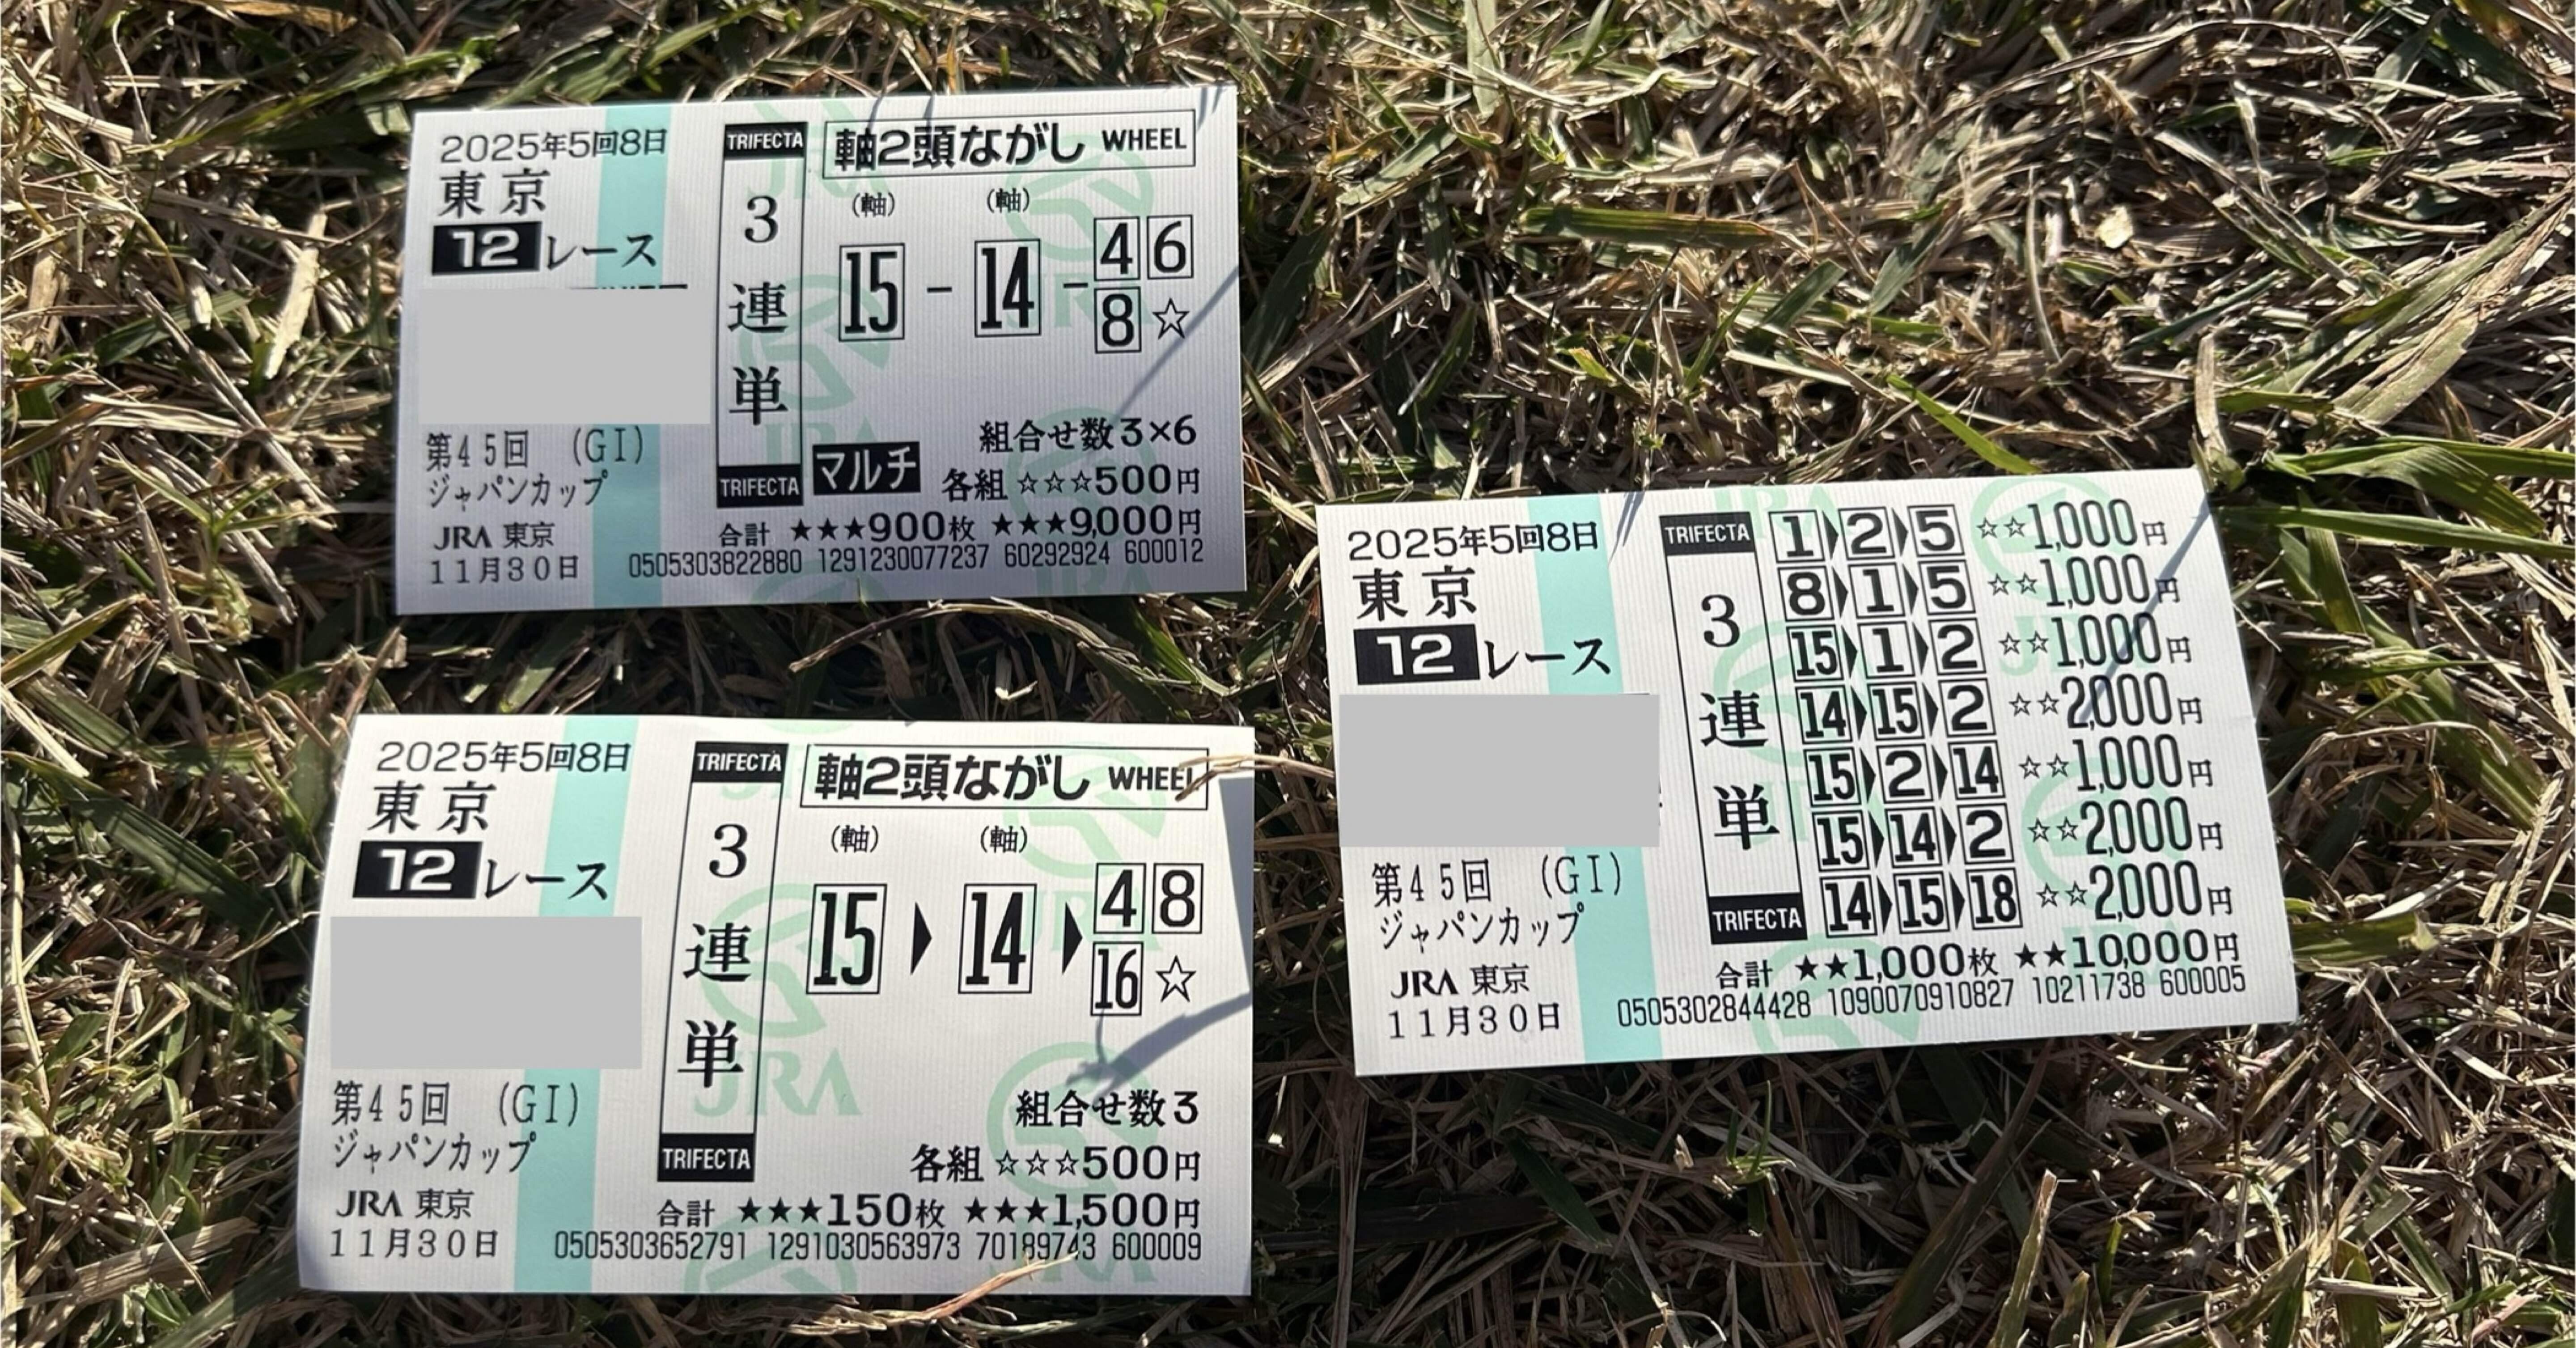 2025年5回8日
東京
12レース
第45回 (GI)
ジャパンカップ
JRA 東京
11月30日
TRIFECTA
3連単
TRIFECTA
軸2頭ながし WHEEL
(軸) (軸)
15 - 14 - 4 6
8 ☆
組合せ数3×6
マルチ 各組 ☆☆☆500円
合計 ★★★900枚 ★★★9,000円
0505303822880 1291230077237 60292924 600012
2025年5回8日
東京
12レース
第45回 (GI)
ジャパンカップ
JRA 東京
11月30日
TRIFECTA
3連単
TRIFECTA
軸2頭ながし WHEEL
(軸) (軸)
15 ▶ 14 ▶ 4 8
16 ☆
組合せ数3
各組 ☆☆☆500円
合計 ★★★150枚 ★★★1,500円
0505303652791 1291030563973 70189743 600009
2025年5回8日
東京
12レース
第45回 (GI)
ジャパンカップ
JRA 東京
11月30日
TRIFECTA
3連単
TRIFECTA
1▶2▶5 ☆☆1,000円
8▶1▶5 ☆☆1,000円
15▶1▶2 ☆☆1,000円
14▶15▶2 ☆☆2,000円
15▶2▶14 ☆☆1,000円
15▶14▶2 ☆☆2,000円
14▶15▶18 ☆☆2,000円
合計 ★★1,000枚 ★★10,000円
0505302844428 1090070910827 10211738 600005